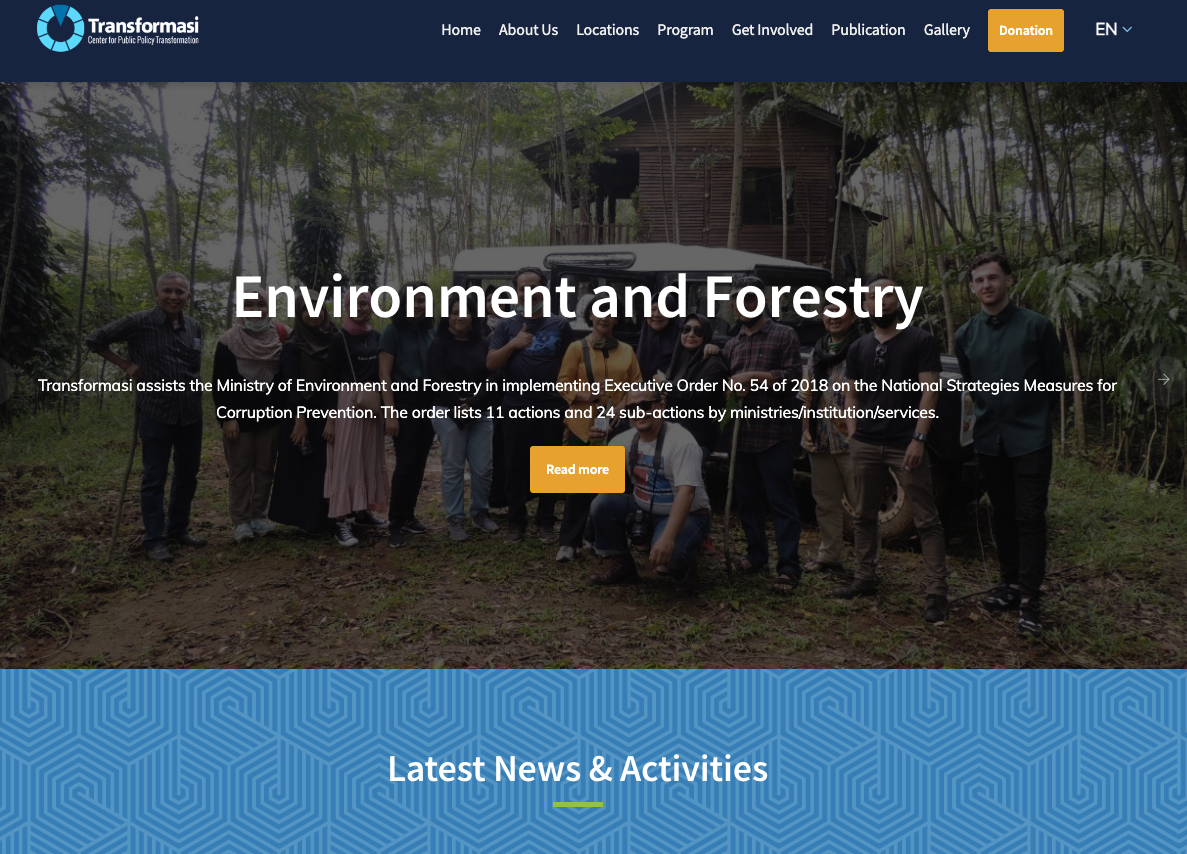 Transformasi
Center for Public Policy Transformation
Home About Us Locations Program Get Involved Publication Gallery Donation EN
Environment and Forestry
Transformasi assists the Ministry of Environment and Forestry in implementing Executive Order No. 54 of 2018 on the National Strategies Measures for
Corruption Prevention. The order lists 11 actions and 24 sub-actions by ministries/institution/services.
Read more
Latest News & Activities